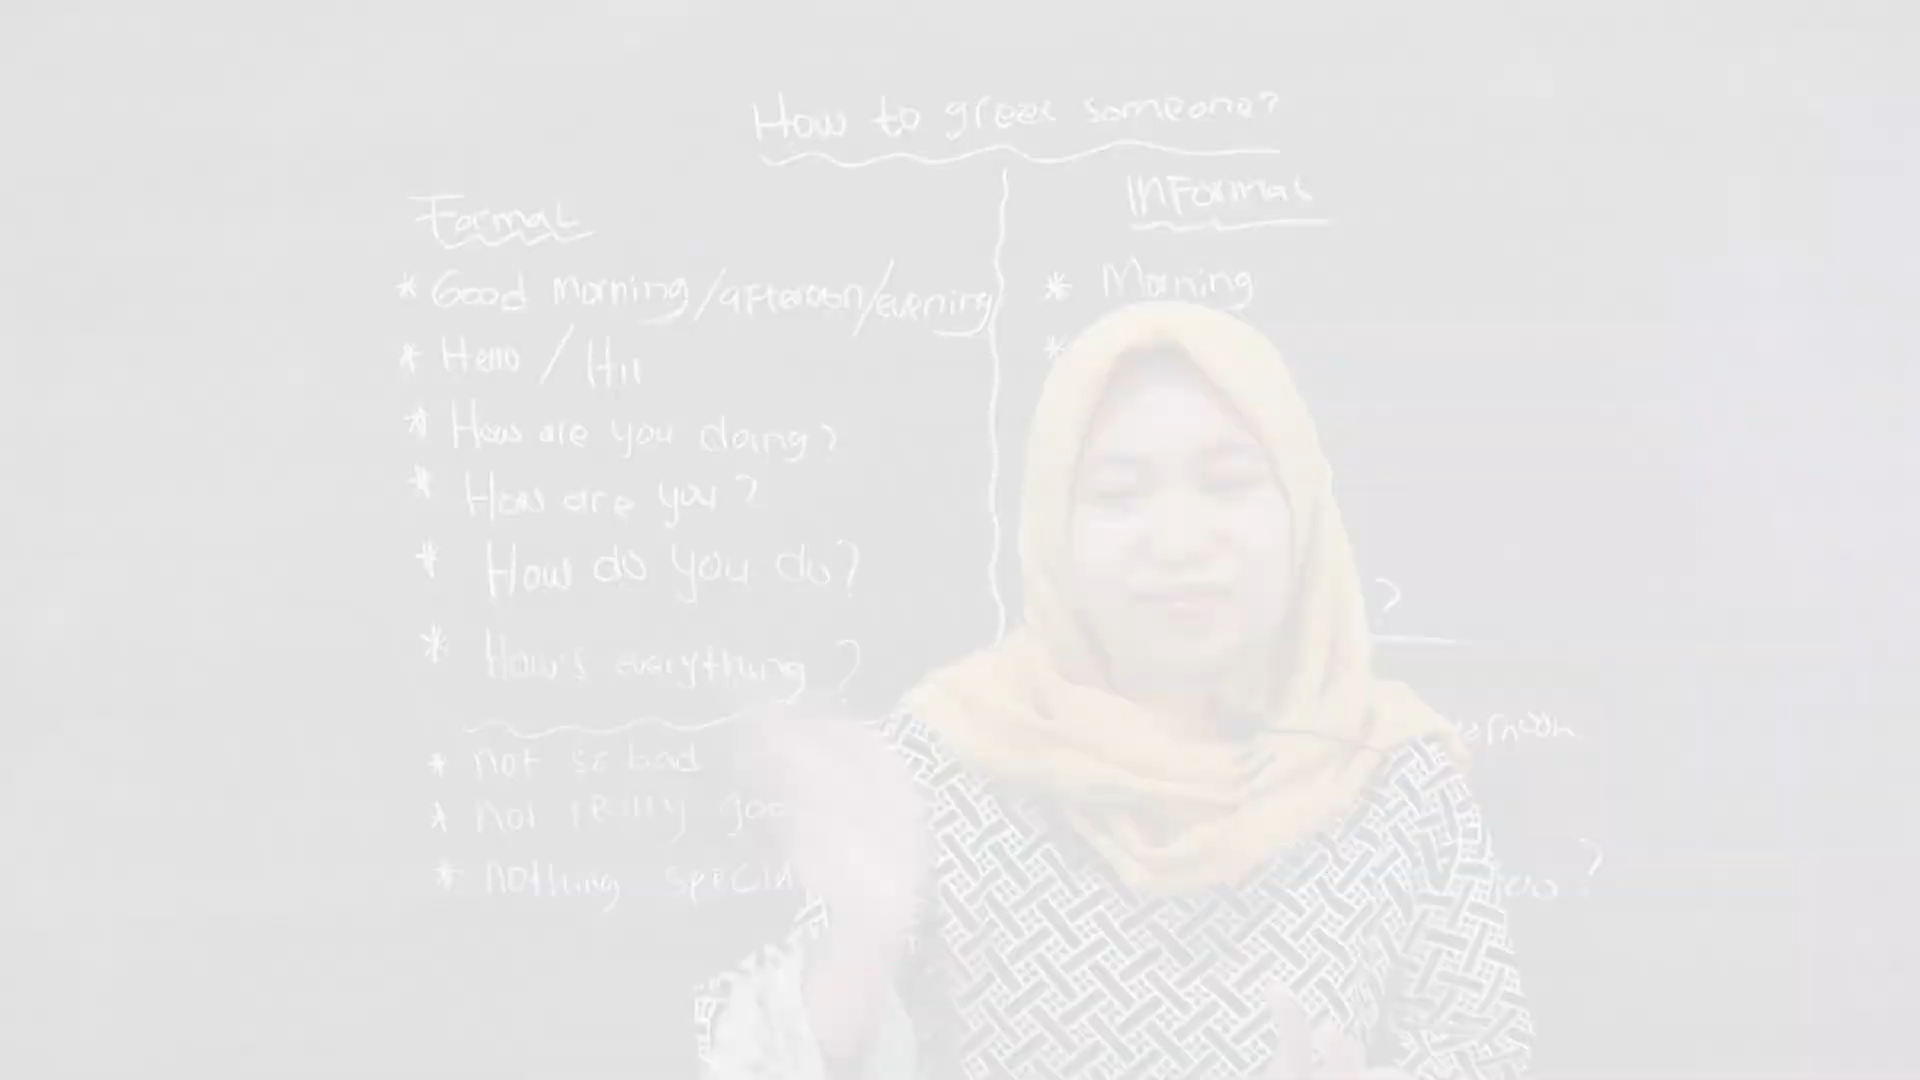 How to greet someone?
Formal
* Good morning/afternoon/evening
* Hello / Hi
* How are you doing?
* How are you?
* How do you do?
* How's everything?
* not so bad
* not really
* nothing special
INFormal
* Morning
*
?
?